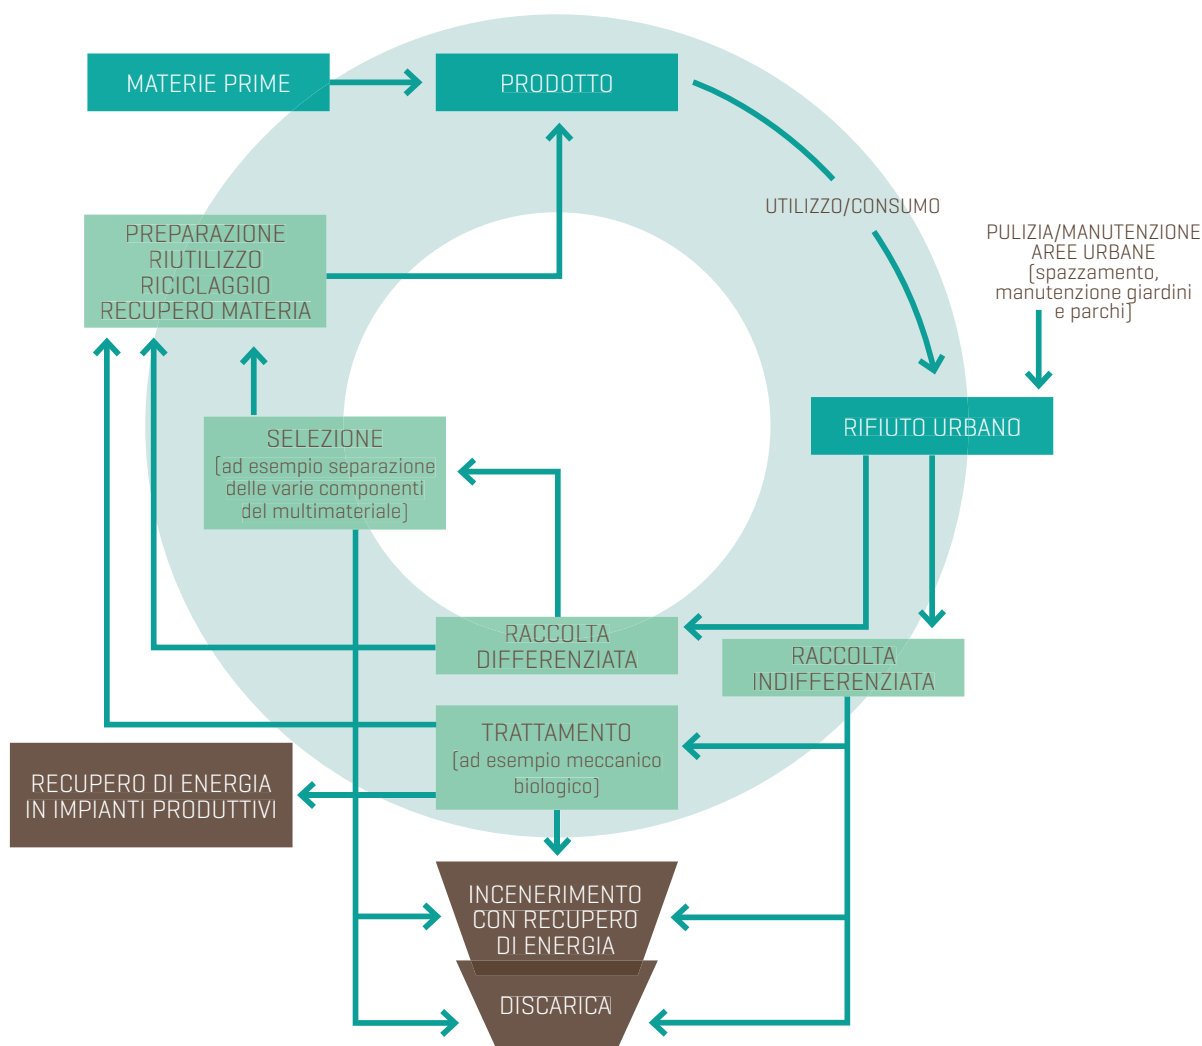 MATERIE PRIME
PRODOTTO
UTILIZZO/CONSUMO
PULIZIA/MANUTENZIONE
AREE URBANE
(spazzamento,
manutenzione giardini
e parchi)
PREPARAZIONE
RIUTILIZZO
RICICLAGGIO
RECUPERO MATERIA
RIFIUTO URBANO
SELEZIONE
(ad esempio separazione
delle varie componenti
del multimateriale)
RACCOLTA
DIFFERENZIATA
RACCOLTA
INDIFFERENZIATA
TRATTAMENTO
(ad esempio meccanico
biologico)
RECUPERO DI ENERGIA
IN IMPIANTI PRODUTTIVI
INCENERIMENTO
CON RECUPERO
DI ENERGIA
DISCARICA